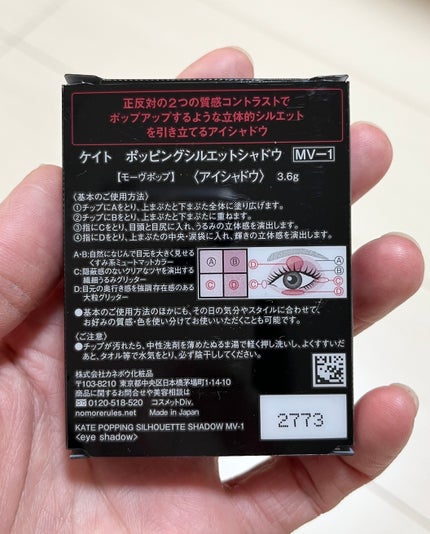 正反対の2つの質感コントラストで
ポップアップするような立体的シルエット
を引き立てるアイシャドウ
ケイト ポッピングシルエットシャドウ MV-1
【モーヴポップ】 〈アイシャドウ〉 3.6g
〈基本のご使用方法〉
①チップにAをとり、上まぶたと下まぶた全体に塗り広げます。
②チップにBをとり、上まぶたと下まぶたに重ねます。
③指にCをとり、目頭と目尻に入れ、うるみの立体感を演出します。
④指にDをとり、上まぶたの中央・涙袋に入れ、輝きの立体感を演出します。
A・B:自然になじんで目元を大きく見せる
くすみ系ミュートマットカラー
C:隠蔽感のないクリアなツヤを演出する
繊細うるみグリッター
D:目元の奥行き感を強調存在感のある
大粒グリッター
A B
C D
D A
B
C C
D
●基本のご使用方法のほかにも、その日の気分やスタイルに合わせて、
お好みの質感・色を使い分けてお使いいただくことも可能です。
〈ご注意〉
●チップが汚れたら、中性洗剤を薄めたぬるま湯で軽く押し洗いし、よくすすいだ
あと、タオル等で水気をとり、必ず陰干ししてください。
株式会社カネボウ化粧品
〒103-8210 東京都中央区日本橋茅場町1-14-10
商品に関するお問合せや美容相談は
0120-518-520 コスメットDiv.
nomorerules.net Made in Japan
KATE POPPING SILHOUETTE SHADOW MV-1
<eye shadow>
2773